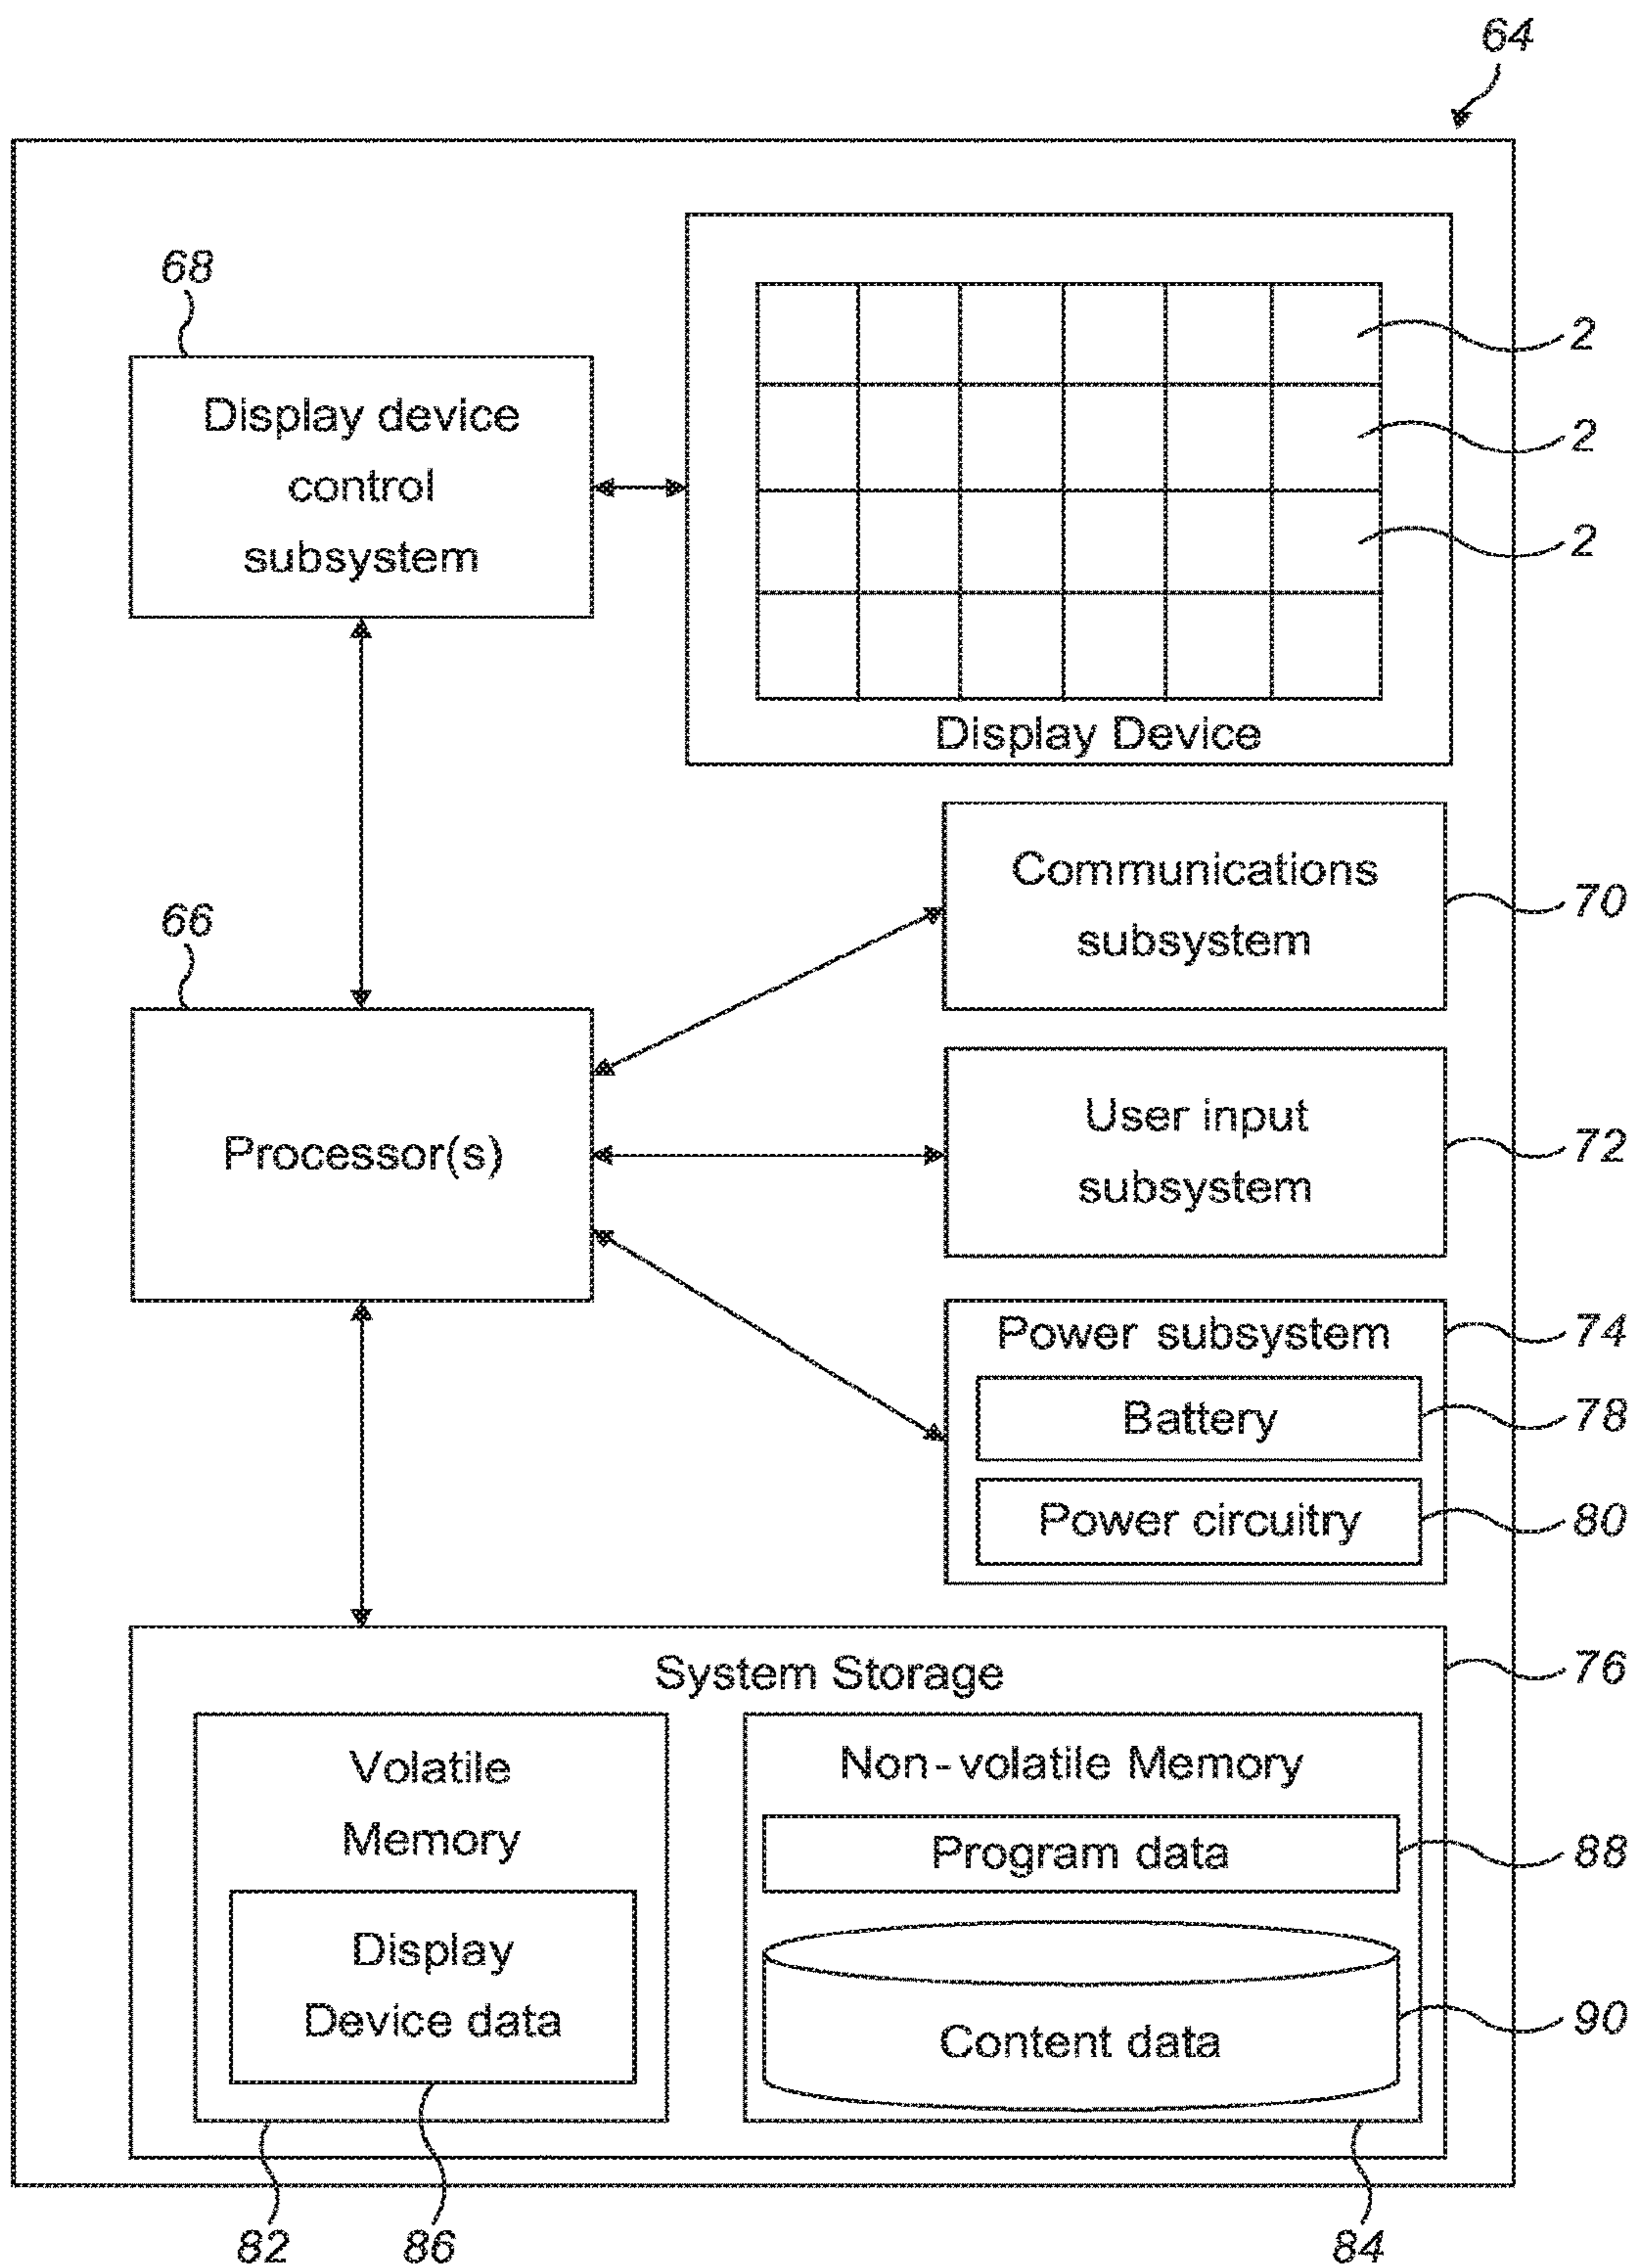 64
68
Display device
control
subsystem
2
2
2
Display Device
Communications
subsystem
70
66
Processor(s)
User input
subsystem
72
Power subsystem
74
Battery
78
Power circuitry
80
System Storage
76
Volatile
Memory
Display
Device data
Non-volatile Memory
Program data
88
Content data
90
82
86
84